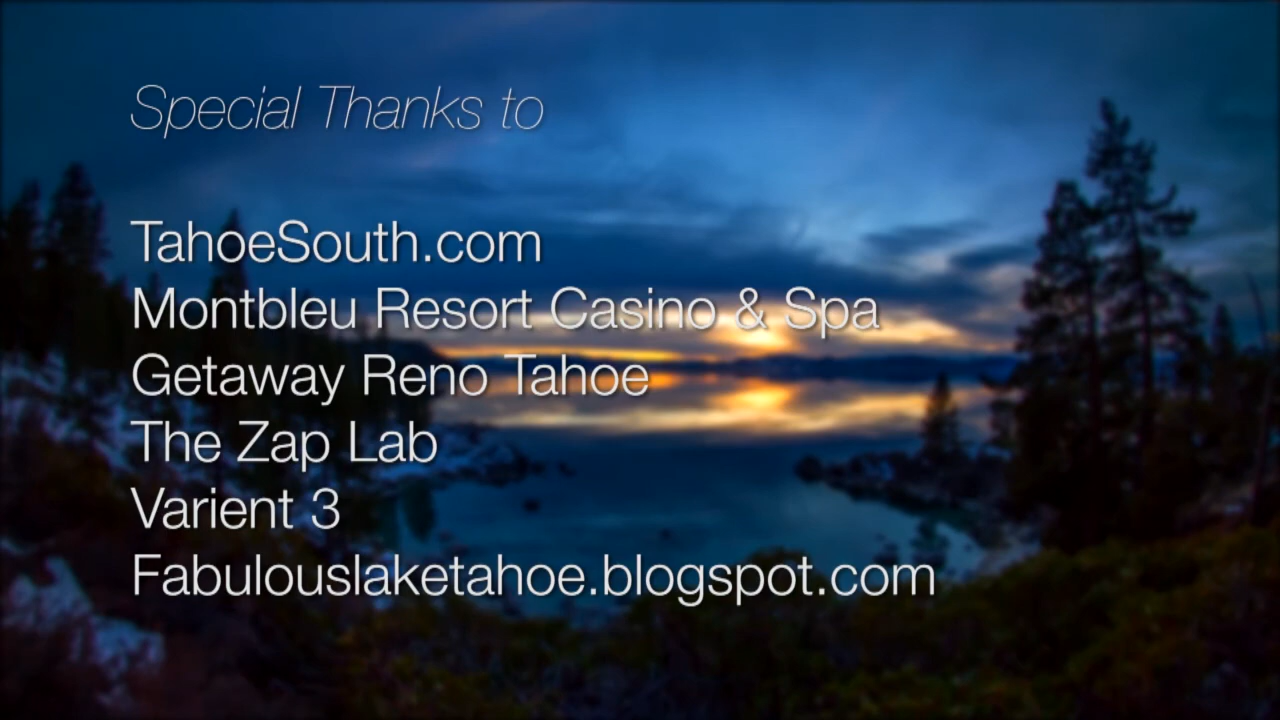 Special Thanks to
TahoeSouth.com
Montbleu Resort Casino & Spa
Getaway Reno Tahoe
The Zap Lab
Varient 3
Fabulouslaketahoe.blogspot.com